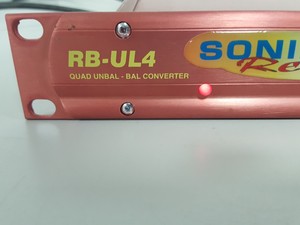 RB-UL4
QUAD UNBAL - BAL CONVERTER
SONI
Re